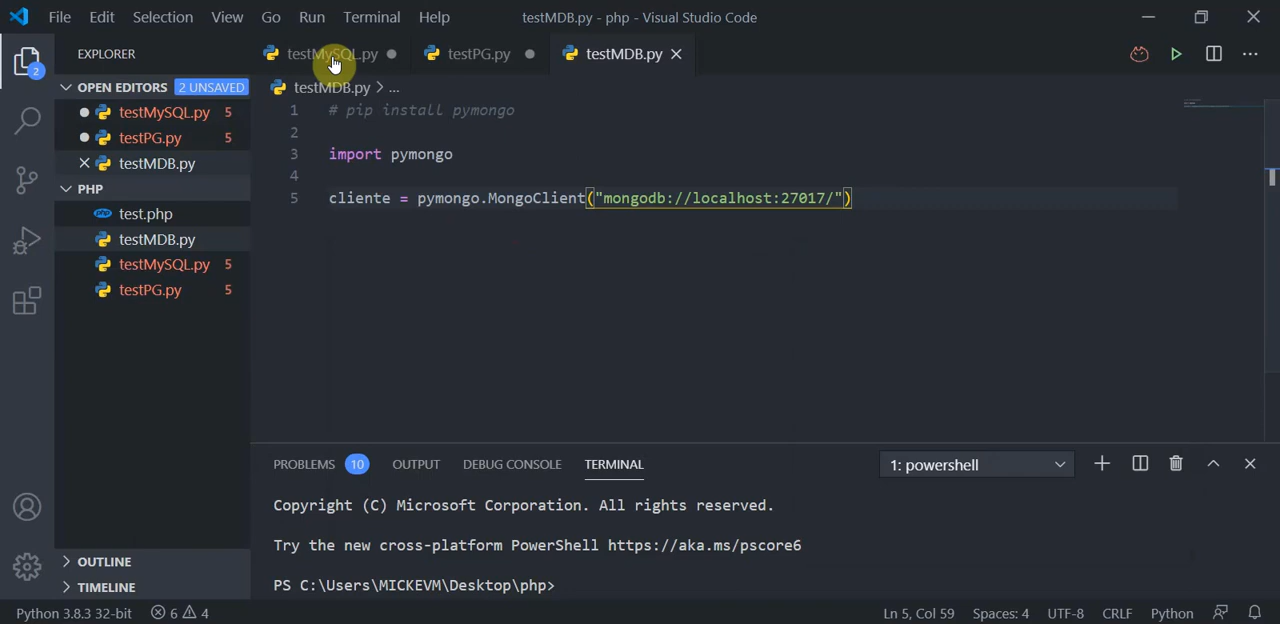 File Edit Selection View Go Run Terminal Help testMDB.py - php - Visual Studio Code
EXPLORER
testMySQL.py testPG.py testMDB.py
OPEN EDITORS 2 UNSAVED
testMDB.py > ...
testMySQL.py 5
testPG.py 5
testMDB.py
PHP
php test.php
testMDB.py
testMySQL.py 5
testPG.py 5
2
1 # pip install pymongo
2
3 import pymongo
4
5 cliente = pymongo.MongoClient("mongodb://localhost:27017/")
PROBLEMS 10 OUTPUT DEBUG CONSOLE TERMINAL 1: powershell
Copyright (C) Microsoft Corporation. All rights reserved.
Try the new cross-platform PowerShell https://aka.ms/pscore6
PS C:\Users\MICKEVM\Desktop\php>
OUTLINE
TIMELINE
Python 3.8.3 32-bit 6 4 Ln 5, Col 59 Spaces: 4 UTF-8 CRLF Python